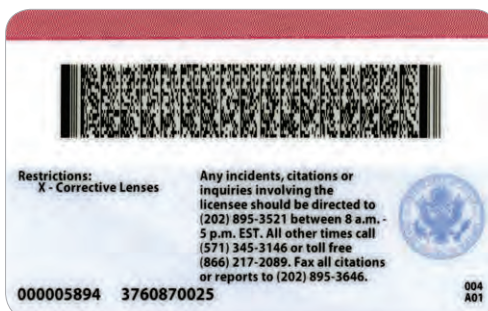 Restrictions:
X - Corrective Lenses
Any incidents, citations or
inquiries involving the
licensee should be directed to
(202) 895-3521 between 8 a.m. -
5 p.m. EST. All other times call
(571) 345-3146 or toll free
(866) 217-2089. Fax all citations
or reports to (202) 895-3646.
000005894 3760870025
004
A01